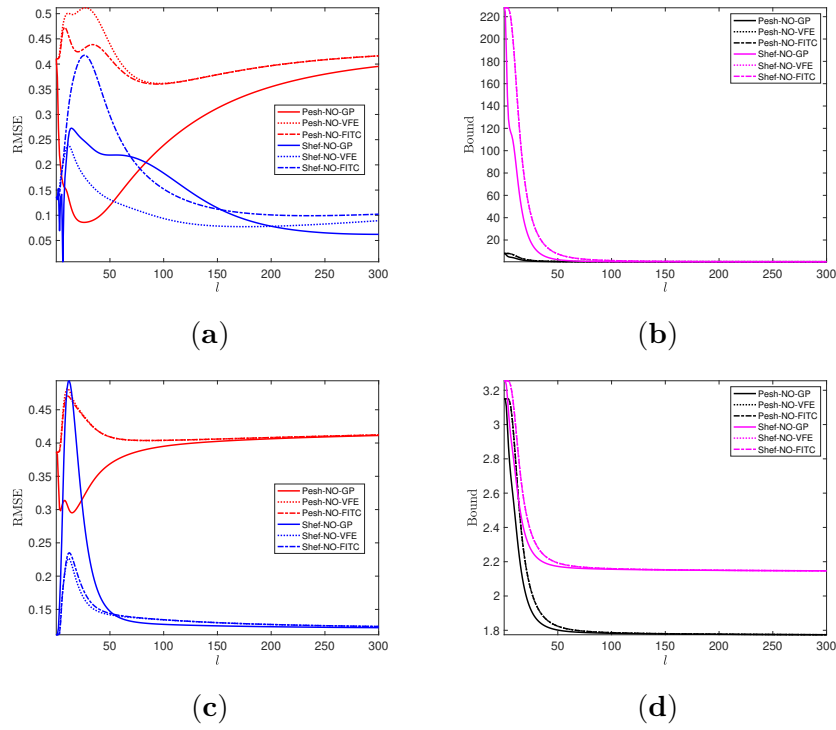 0.5
0.45
0.4
0.35
0.3
0.25
0.2
0.15
0.1
0.05
RMSE
50 100 150 200 250 300
l
Pesh-NO-GP
Pesh-NO-VFE
Pesh-NO-FITC
Shef-NO-GP
Shef-NO-VFE
Shef-NO-FITC
(a)
220
200
180
160
140
120
100
80
60
40
20
Bound
50 100 150 200 250 300
l
Pesh-NO-GP
Pesh-NO-VFE
Pesh-NO-FITC
Shef-NO-GP
Shef-NO-VFE
Shef-NO-FITC
(b)
0.45
0.4
0.35
0.3
0.25
0.2
0.15
RMSE
50 100 150 200 250 300
l
Pesh-NO-GP
Pesh-NO-VFE
Pesh-NO-FITC
Shef-NO-GP
Shef-NO-VFE
Shef-NO-FITC
(c)
3.2
3
2.8
2.6
2.4
2.2
2
1.8
Bound
50 100 150 200 250 300
l
Pesh-NO-GP
Pesh-NO-VFE
Pesh-NO-FITC
Shef-NO-GP
Shef-NO-VFE
Shef-NO-FITC
(d)